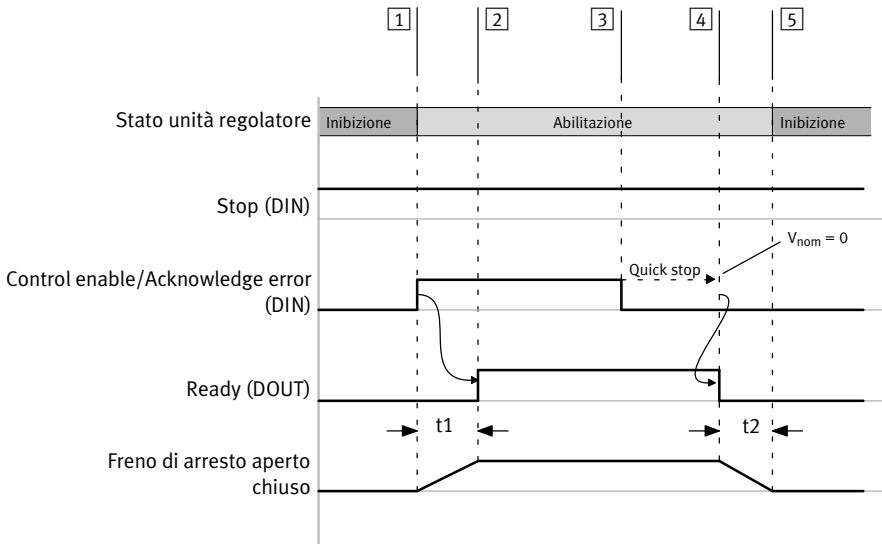 1 2 3 4 5
Stato unità regolatore
Inibizione Abilitazione Inibizione
Stop (DIN)
V_nom = 0
Quick stop
Control enable/Acknowledge error
(DIN)
Ready (DOUT)
t1 t2
Freno di arresto aperto
chiuso